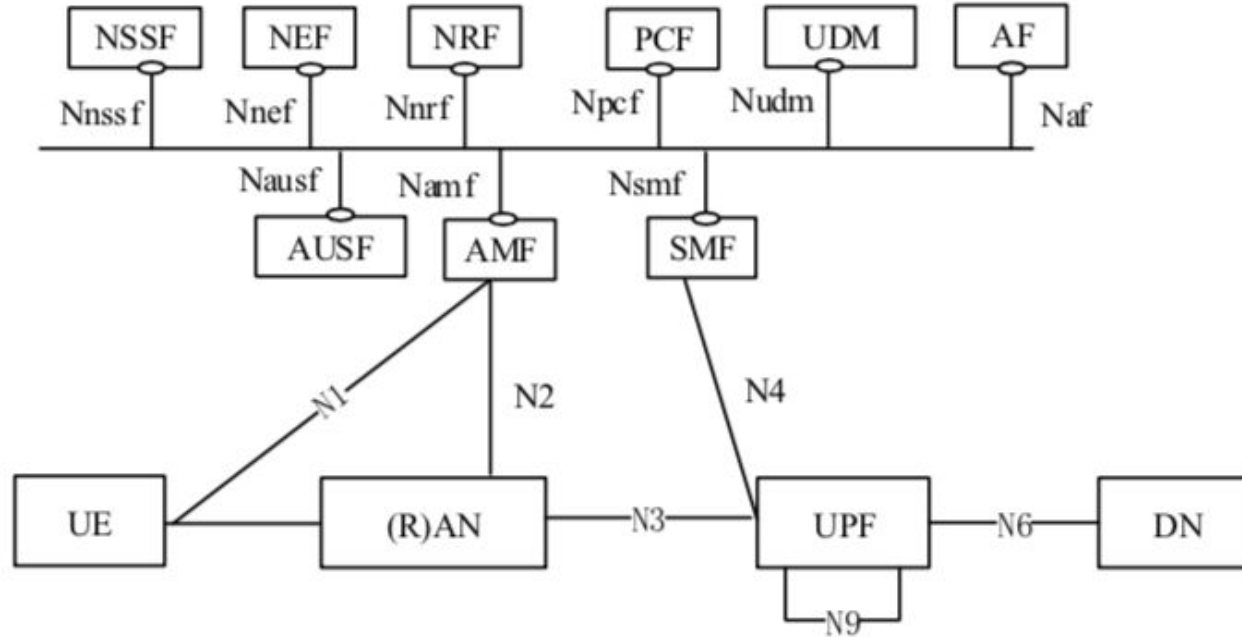 NSSF NEF NRF PCF UDM AF
Nnssf Nnef Nnrf Npcf Nudm Naf
Nausf Namf Nsmf
AUSF AMF SMF
N1 N2 N4
UE (R)AN N3 UPF N6 DN
N9